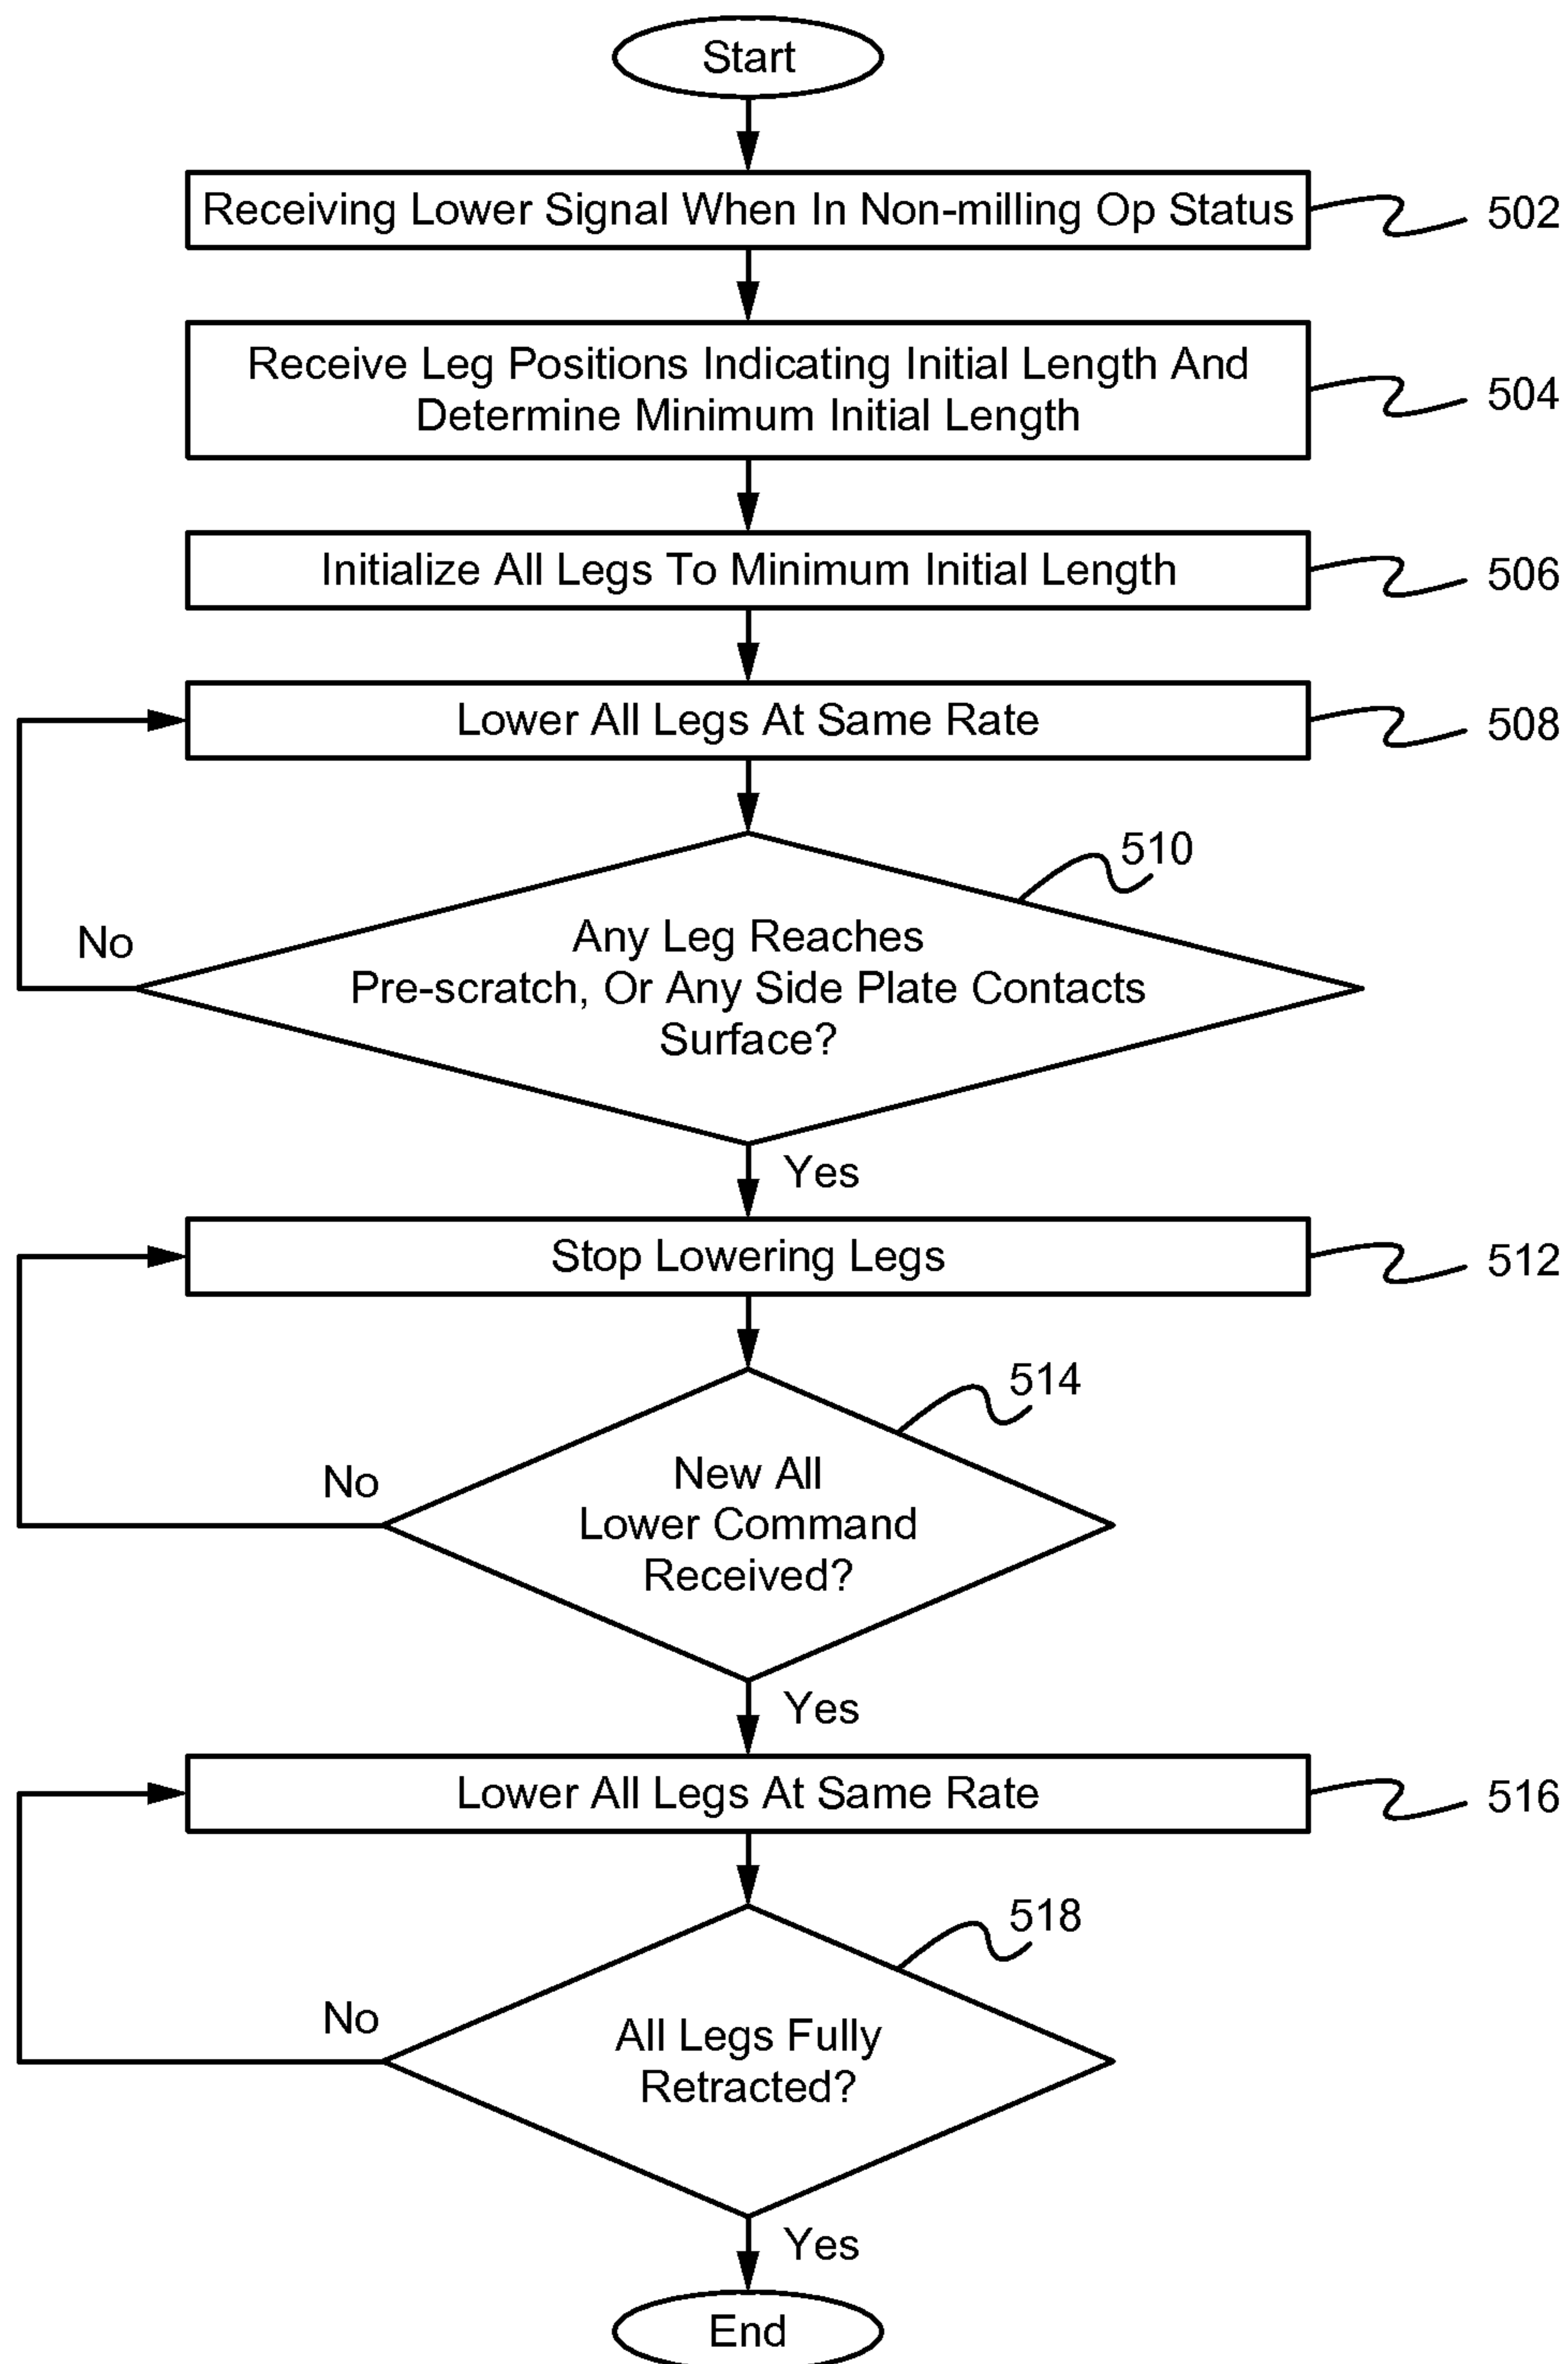 Start
Receiving Lower Signal When In Non-milling Op Status
502
Receive Leg Positions Indicating Initial Length And
Determine Minimum Initial Length
504
Initialize All Legs To Minimum Initial Length
506
Lower All Legs At Same Rate
508
510
Any Leg Reaches
Pre-scratch, Or Any Side Plate Contacts
Surface?
No
Yes
Stop Lowering Legs
512
514
New All
Lower Command
Received?
No
Yes
Lower All Legs At Same Rate
516
518
All Legs Fully
Retracted?
No
Yes
End